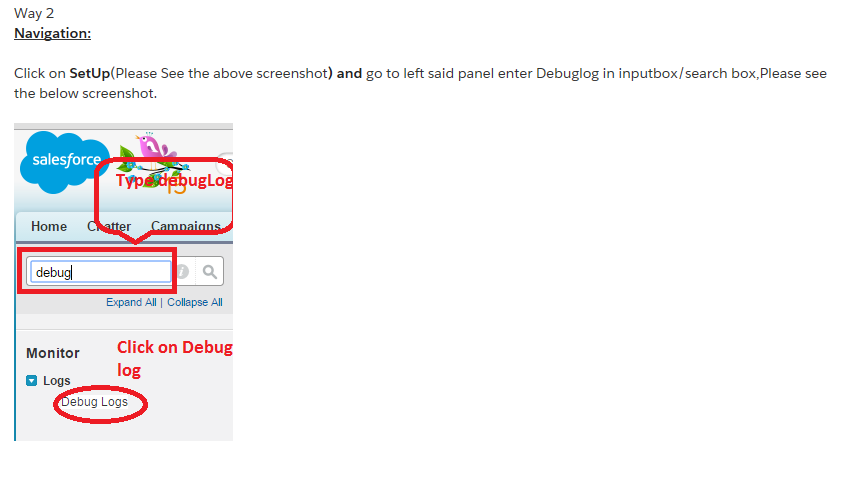 Way 2
Navigation:
Click on SetUp(Please See the above screenshot) and go to left said panel enter Debuglog in inputbox/search box,Please see
the below screenshot.
salesforce
Type debugLog
15
Home Chatter Campaigns
debug
Expand All | Collapse All
Monitor
Click on Debug
log
Logs
Debug Logs